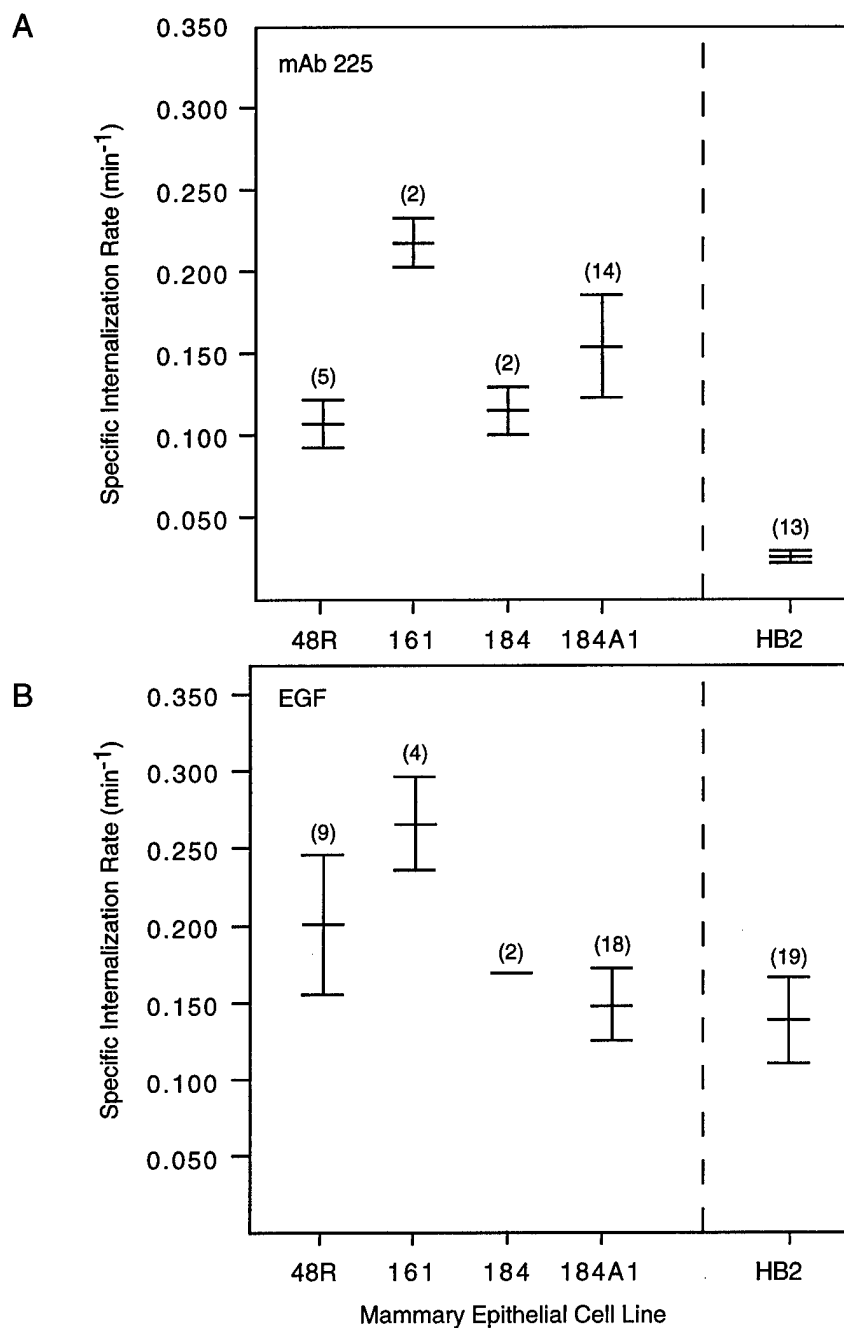 A
mAb 225
Specific Internalization Rate (min⁻¹)
0.350
0.300
0.250
0.200
0.150
0.100
0.050
(5)
(2)
(2)
(14)
(13)
48R 161 184 184A1 HB2
B
EGF
Specific Internalization Rate (min⁻¹)
0.350
0.300
0.250
0.200
0.150
0.100
0.050
(9)
(4)
(2)
(18)
(19)
48R 161 184 184A1 HB2
Mammary Epithelial Cell Line